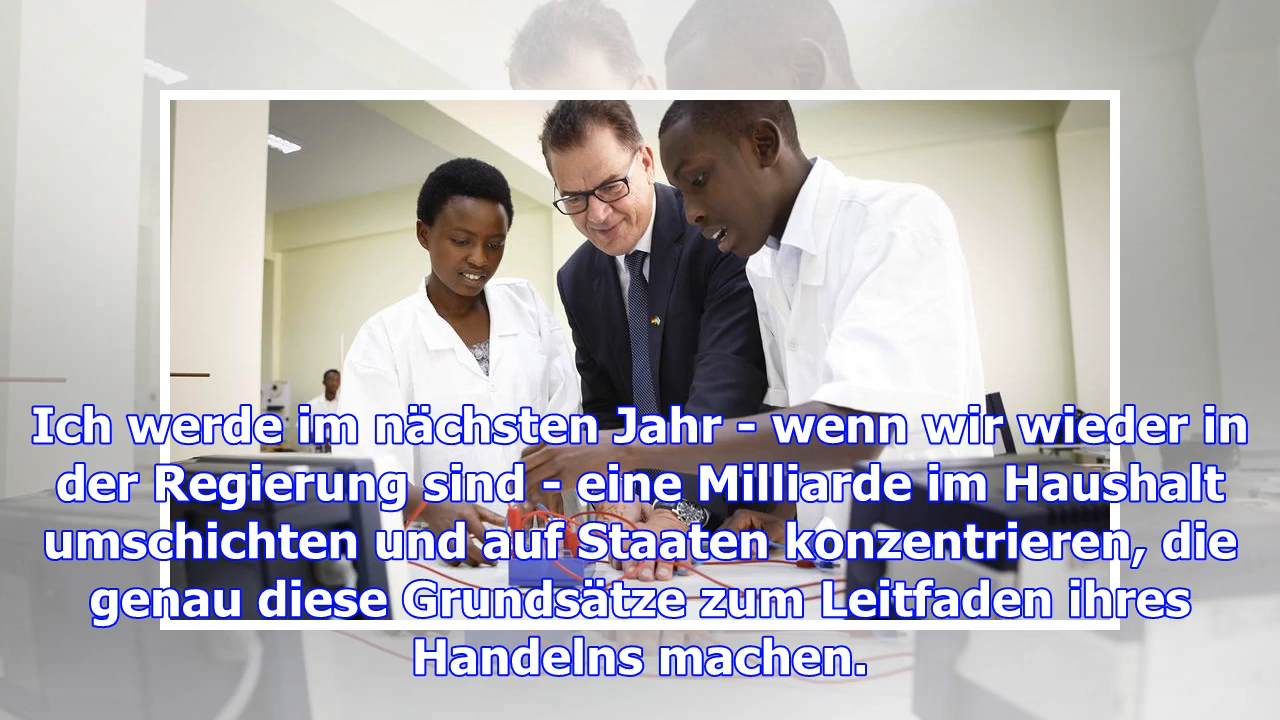 Ich werde im nächsten Jahr - wenn wir wieder in
der Regierung sind - eine Milliarde im Haushalt
umschichten und auf Staaten konzentrieren, die
genau diese Grundsätze zum Leitfaden ihres
Handelns machen.